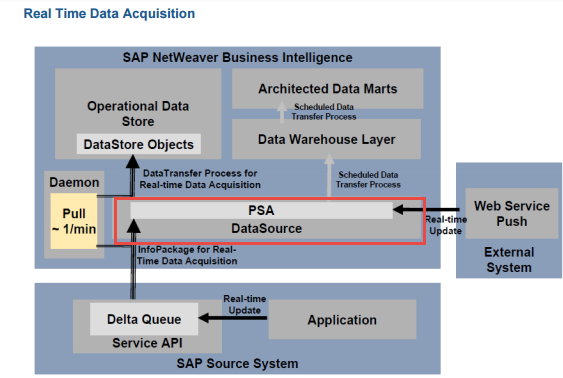 Real Time Data Acquisition
SAP NetWeaver Business Intelligence
Operational Data
Store
DataStore Objects
Architected Data Marts
Scheduled Data
Transfer Process
Data Warehouse Layer
DataTransfer Process for
Real-time Data Acquisition
Scheduled Data
Transfer Process
Daemon
Pull
~ 1/min
PSA
DataSource
Real-time
Update
Web Service
Push
External
System
InfoPackage for Real-
Time Data Acquisition
Delta Queue
Service API
Real-time
Update
Application
SAP Source System